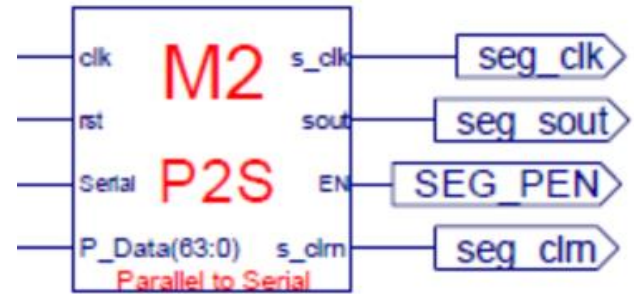 clk M2 s_clk seg_clk
rst sout seg_sout
Serial P2S EN SEG_PEN
P_Data(63:0) s_clrn seg_clrn
Parallel to Serial